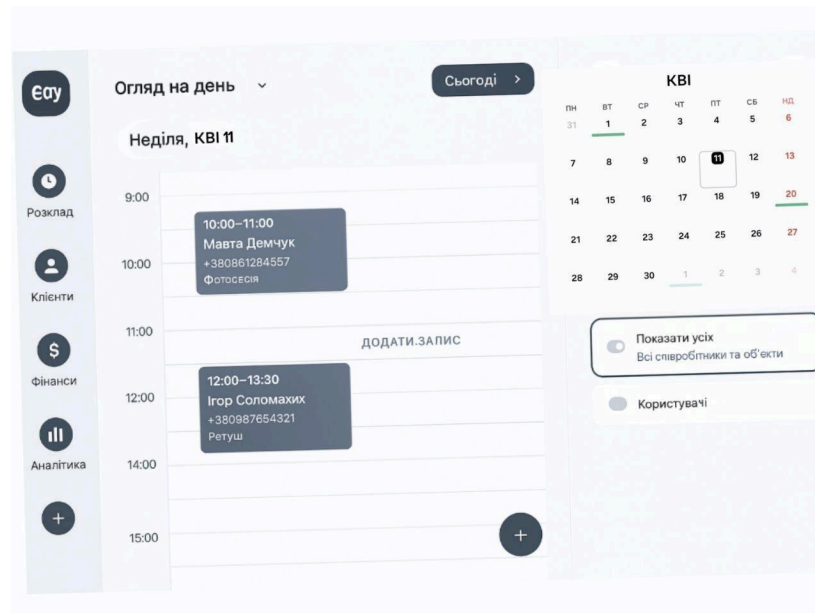 Єау
Огляд на день
Сьогодні >
Неділя, КВІ 11
Розклад
Клієнти
Фінанси
Аналітика
+
9:00
10:00
11:00
12:00
14:00
15:00
10:00–11:00
Мавта Демчук
+380861284557
Фотосесія
ДОДАТИ.ЗАПИС
12:00–13:30
Ігор Соломахих
+380987654321
Ретуш
+
КВІ
ПН ВТ СР ЧТ ПТ СБ НД
31 1 2 3 4 5 6
7 8 9 10 11 12 13
14 15 16 17 18 19 20
21 22 23 24 25 26 27
28 29 30 1 2 3 4
Показати усіх
Всі співробітники та об'єкти
Користувачі